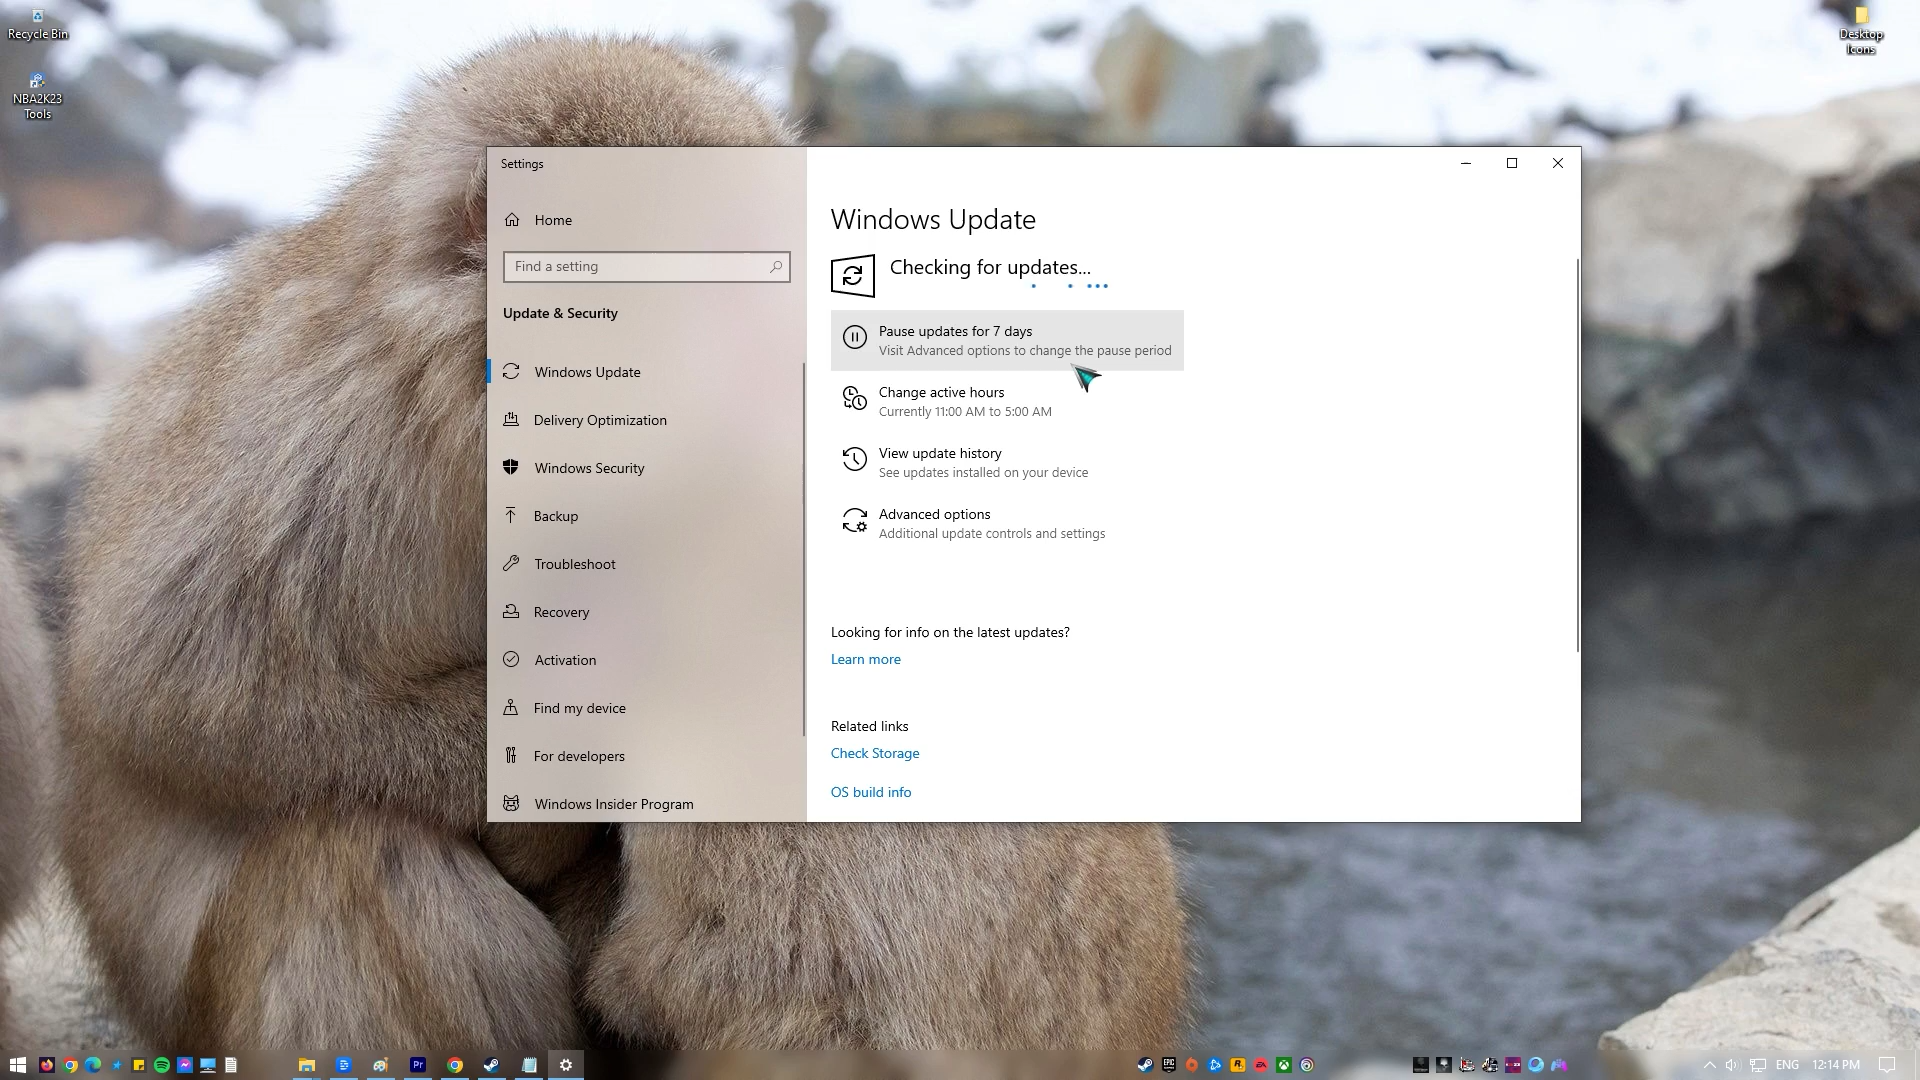 Recycle Bin
NBA2K23
Tools
Desktop
Icons
Settings
Home
Find a setting
Update & Security
Windows Update
Delivery Optimization
Windows Security
Backup
Troubleshoot
Recovery
Activation
Find my device
For developers
Windows Insider Program
Windows Update
Checking for updates...
Pause updates for 7 days
Visit Advanced options to change the pause period
Change active hours
Currently 11:00 AM to 5:00 AM
View update history
See updates installed on your device
Advanced options
Additional update controls and settings
Looking for info on the latest updates?
Learn more
Related links
Check Storage
OS build info
Pr
EPIC
EA
ENG
12:14 PM